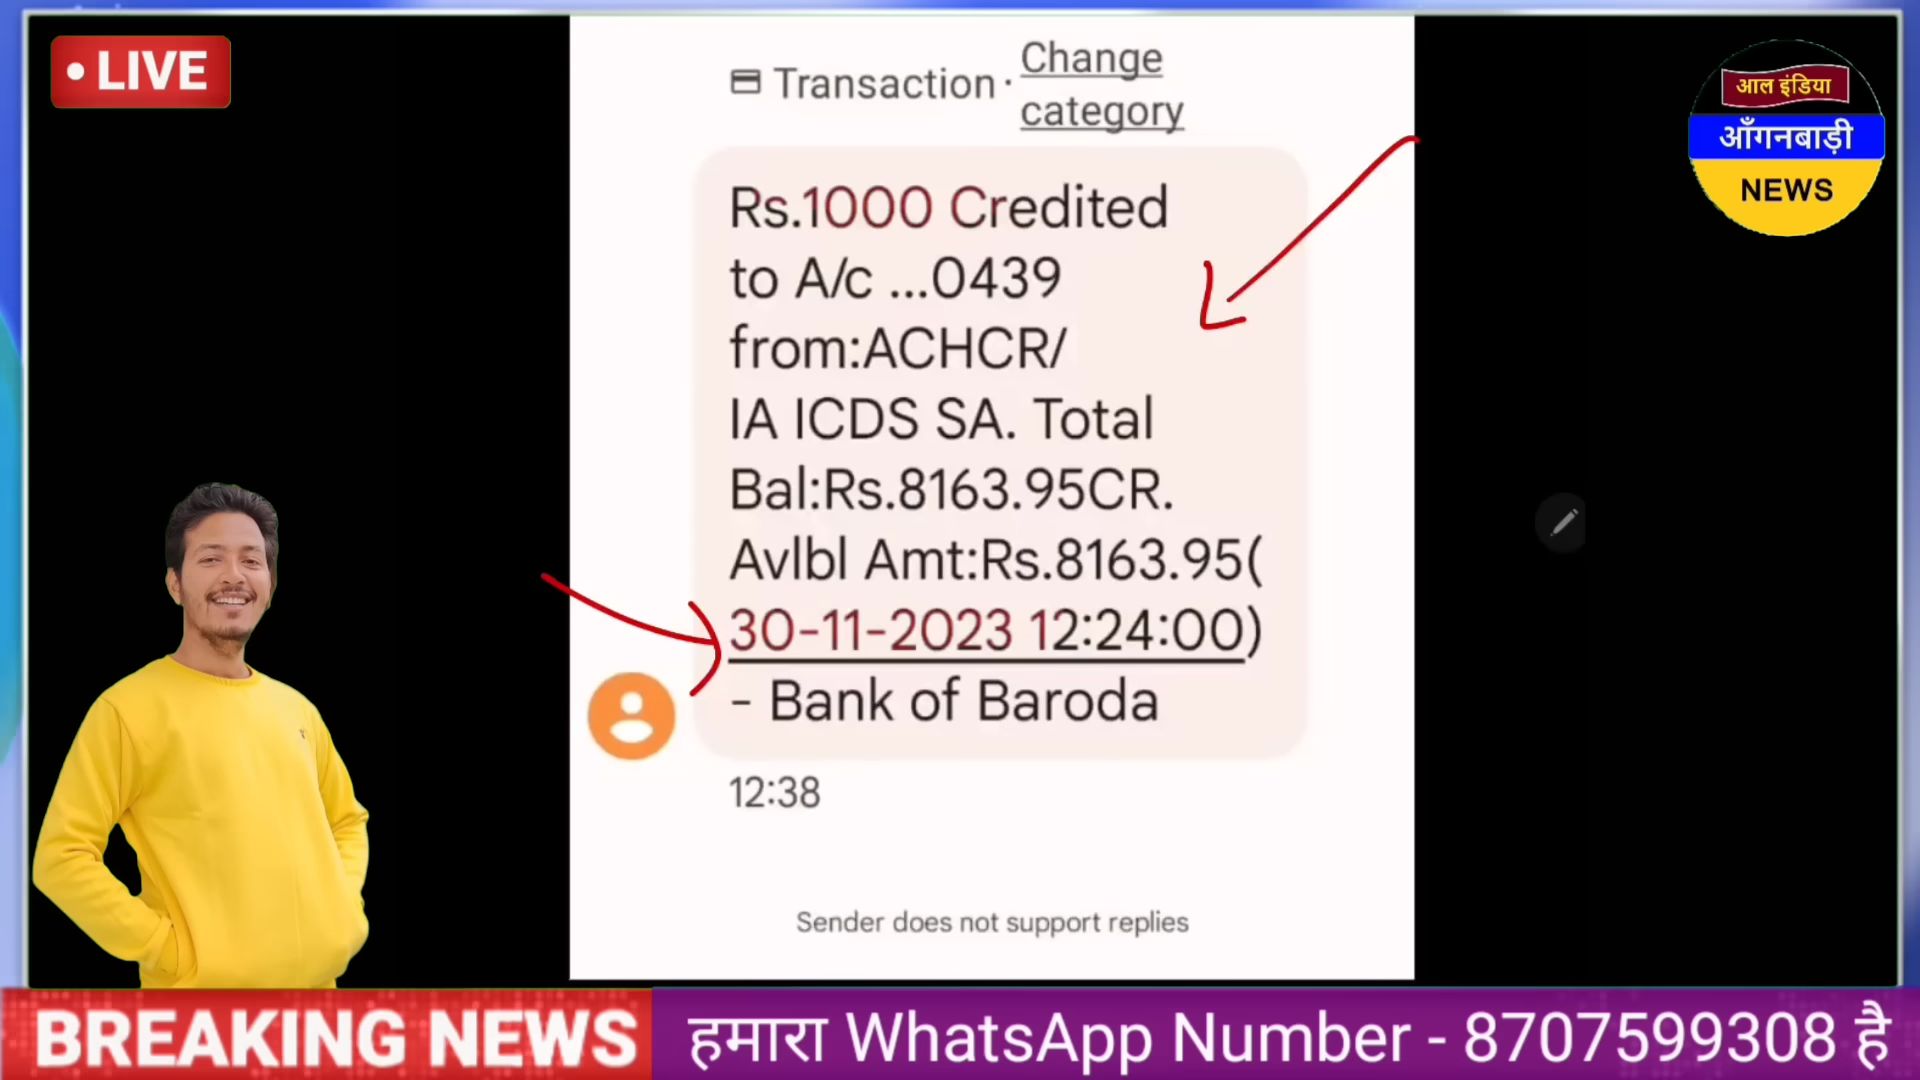 • LIVE
Transaction · Change
category
आल इंडिया
आँगनबाड़ी
NEWS
Rs.1000 Credited
to A/c ...0439
from:ACHCR/
IA ICDS SA. Total
Bal:Rs.8163.95CR.
Avlbl Amt:Rs.8163.95(
30-11-2023 12:24:00)
- Bank of Baroda
12:38
Sender does not support replies
BREAKING NEWS हमारा WhatsApp Number - 8707599308 है